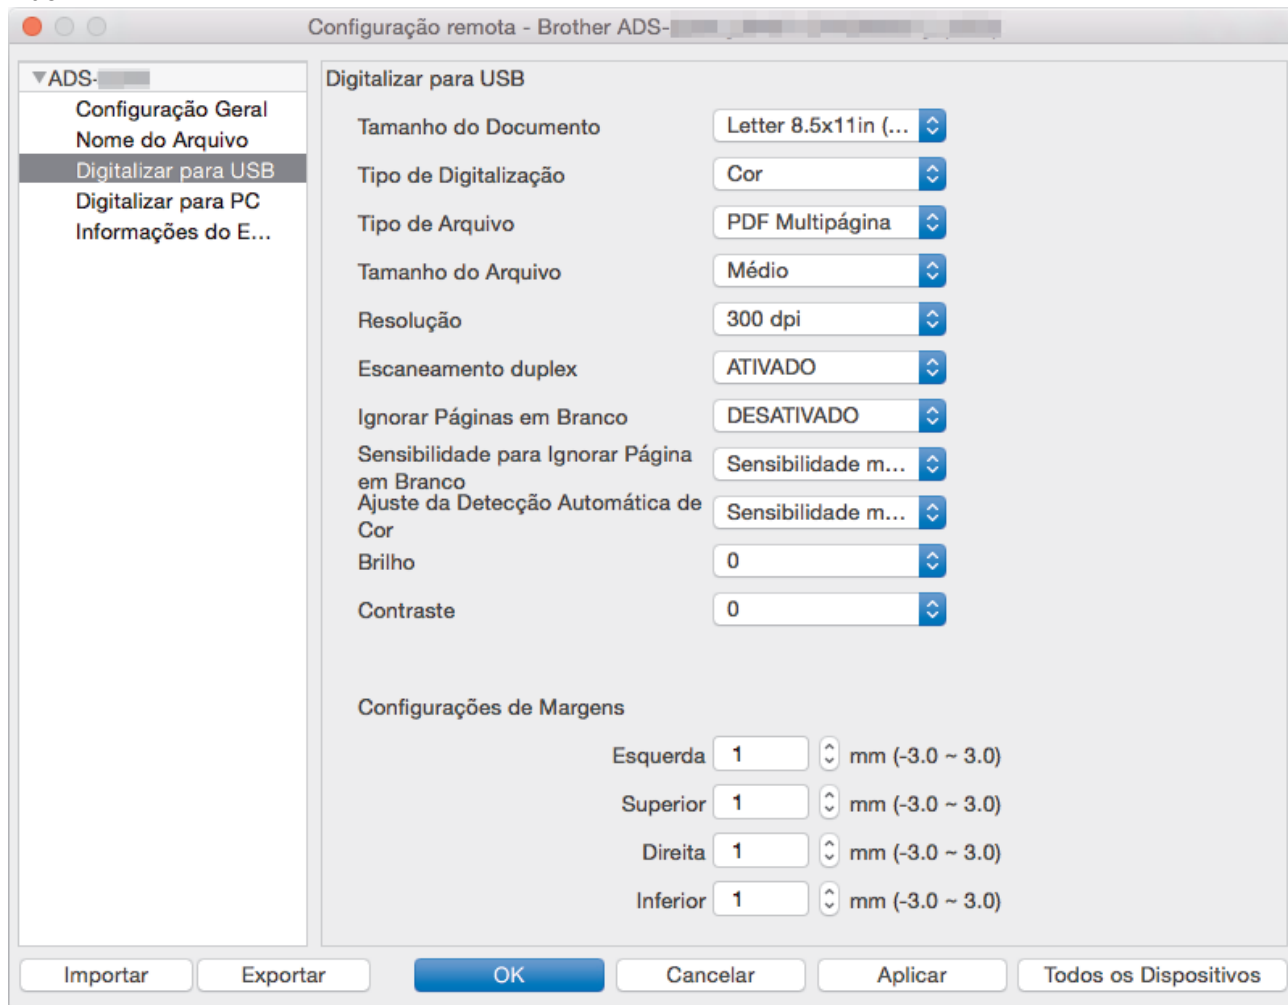 Configuração remota - Brother ADS-
ADS-
Configuração Geral
Nome do Arquivo
Digitalizar para USB
Digitalizar para PC
Informações do E...
Digitalizar para USB
Tamanho do Documento
Letter 8.5x11in (...
Tipo de Digitalização
Cor
Tipo de Arquivo
PDF Multipágina
Tamanho do Arquivo
Médio
Resolução
300 dpi
Escaneamento duplex
ATIVADO
Ignorar Páginas em Branco
DESATIVADO
Sensibilidade para Ignorar Página
em Branco
Sensibilidade m...
Ajuste da Detecção Automática de
Cor
Sensibilidade m...
Brilho
0
Contraste
0
Configurações de Margens
Esquerda 1 mm (-3.0 ~ 3.0)
Superior 1 mm (-3.0 ~ 3.0)
Direita 1 mm (-3.0 ~ 3.0)
Inferior 1 mm (-3.0 ~ 3.0)
Importar Exportar OK Cancelar Aplicar Todos os Dispositivos